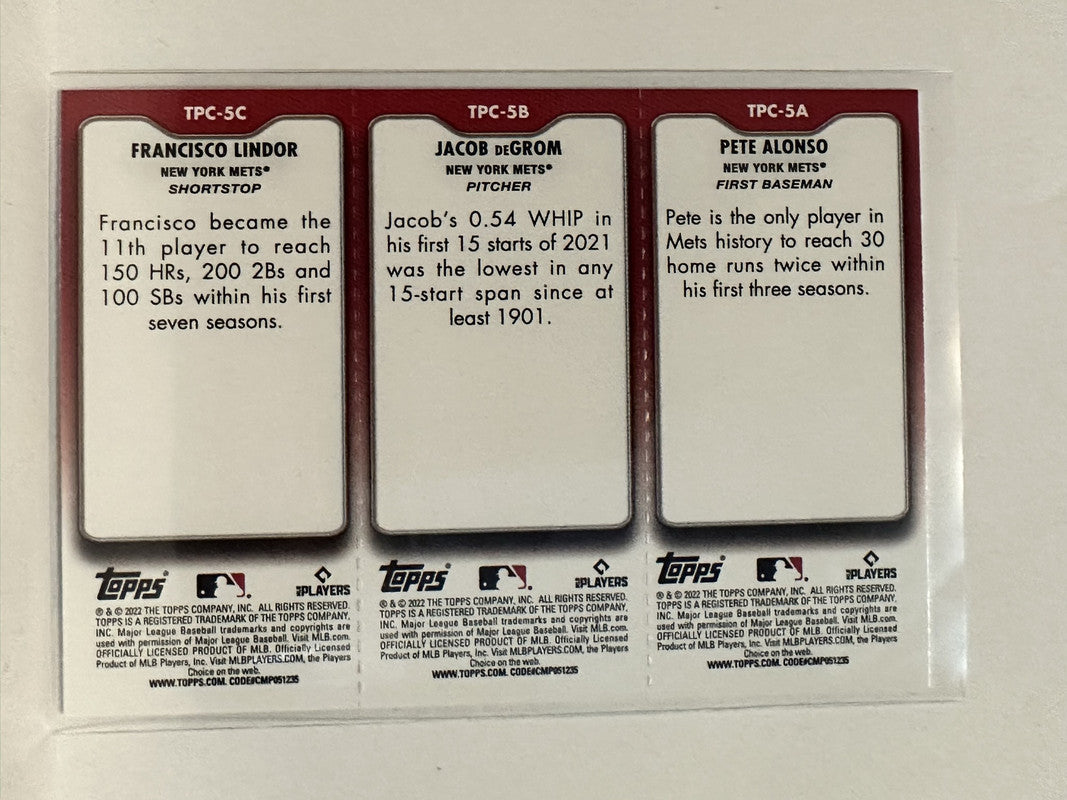 TPC-5C
FRANCISCO LINDOR
NEW YORK METS®
SHORTSTOP
Francisco became the
11th player to reach
150 HRs, 200 2Bs and
100 SBs within his first
seven seasons.
Topps
MLB PLAYERS
® & © 2022 THE TOPPS COMPANY, INC. ALL RIGHTS RESERVED.
TOPPS IS A REGISTERED TRADEMARK OF THE TOPPS COMPANY,
INC. Major League Baseball trademarks and copyrights are
used with permission of Major League Baseball. Visit MLB.com.
OFFICIALLY LICENSED PRODUCT OF MLB. Officially Licensed
Product of MLB Players, Inc. Visit MLBPLAYERS.COM, the Players
Choice on the web.
WWW.TOPPS.COM. CODE#CMP051235
TPC-5B
JACOB DEGROM
NEW YORK METS®
PITCHER
Jacob's 0.54 WHIP in
his first 15 starts of 2021
was the lowest in any
15-start span since at
least 1901.
Topps
MLB PLAYERS
® & © 2022 THE TOPPS COMPANY, INC. ALL RIGHTS RESERVED.
TOPPS IS A REGISTERED TRADEMARK OF THE TOPPS COMPANY,
INC. Major League Baseball trademarks and copyrights are
used with permission of Major League Baseball. Visit MLB.com.
OFFICIALLY LICENSED PRODUCT OF MLB. Officially Licensed
Product of MLB Players, Inc. Visit MLBPLAYERS.COM, the Players
Choice on the web.
WWW.TOPPS.COM. CODE#CMP051235
TPC-5A
PETE ALONSO
NEW YORK METS®
FIRST BASEMAN
Pete is the only player in
Mets history to reach 30
home runs twice within
his first three seasons.
Topps
MLB PLAYERS
® & © 2022 THE TOPPS COMPANY, INC. ALL RIGHTS RESERVED.
TOPPS IS A REGISTERED TRADEMARK OF THE TOPPS COMPANY,
INC. Major League Baseball trademarks and copyrights are
used with permission of Major League Baseball. Visit MLB.com.
OFFICIALLY LICENSED PRODUCT OF MLB. Officially Licensed
Product of MLB Players, Inc. Visit MLBPLAYERS.COM, the Players
Choice on the web.
WWW.TOPPS.COM. CODE#CMP051235